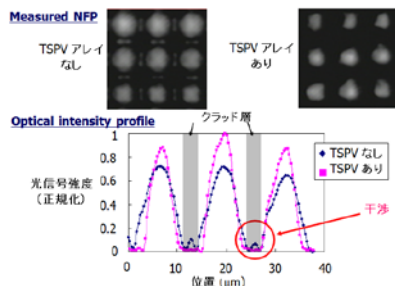 Measured NFP
TSPV アレイ
なし
TSPV アレイ
あり
Optical intensity profile
クラッド層
光信号強度
(正規化)
1
0.8
0.6
0.4
0.2
0
0
10
20
30
40
位置 (μm)
TSPV なし
TSPV あり
干渉